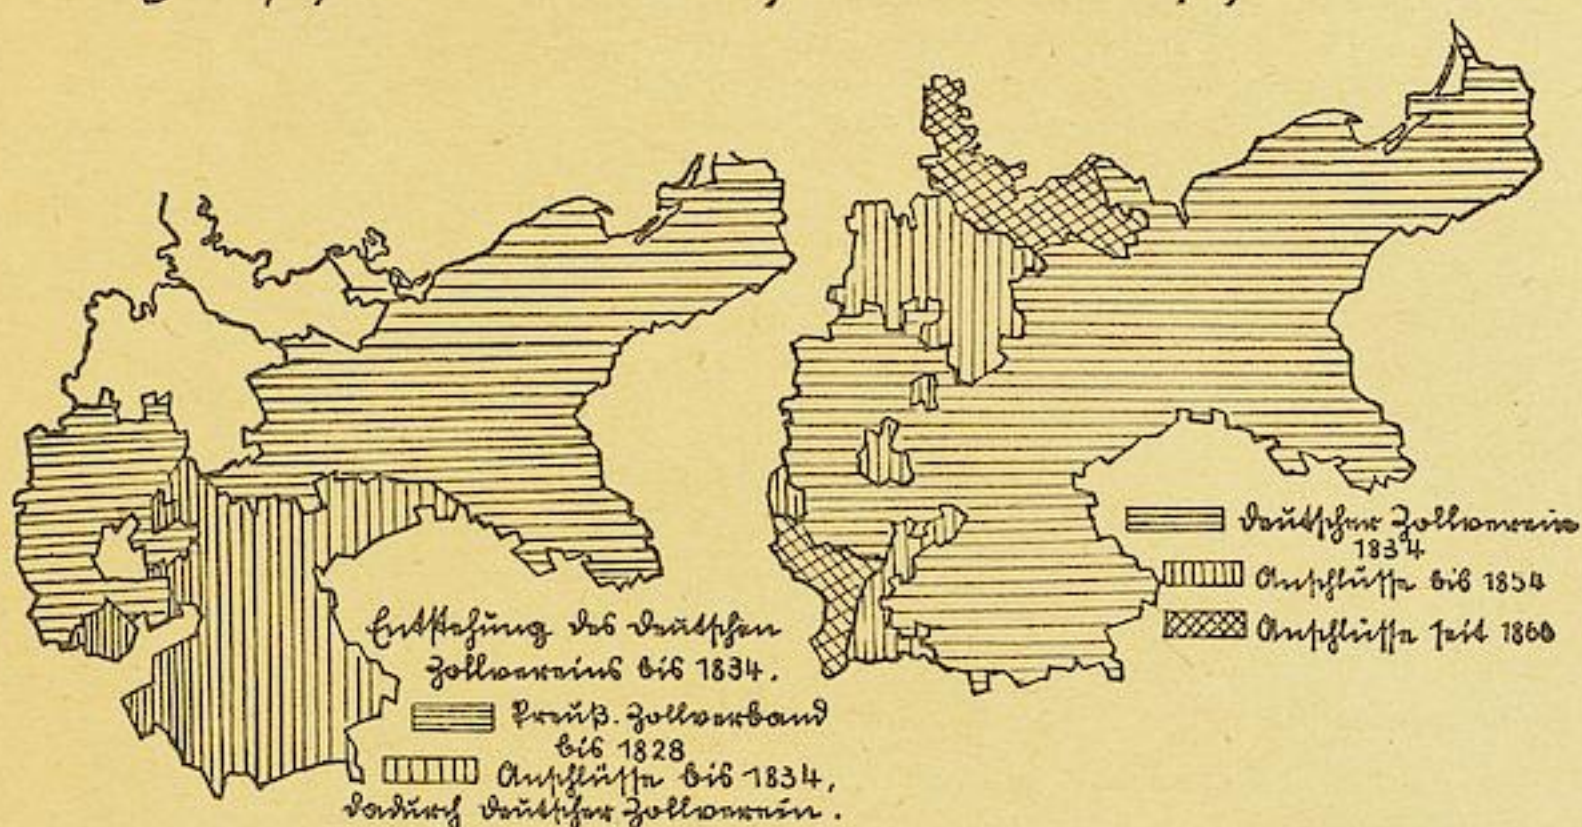 Entstehung des Deutschen
Zollvereins bis 1834.
Preuß. Zollverband
bis 1828
Anschlüsse bis 1834,
dadurch Deutscher Zollverein.
Deutscher Zollverein
1834
Anschlüsse bis 1854
Anschlüsse seit 1866